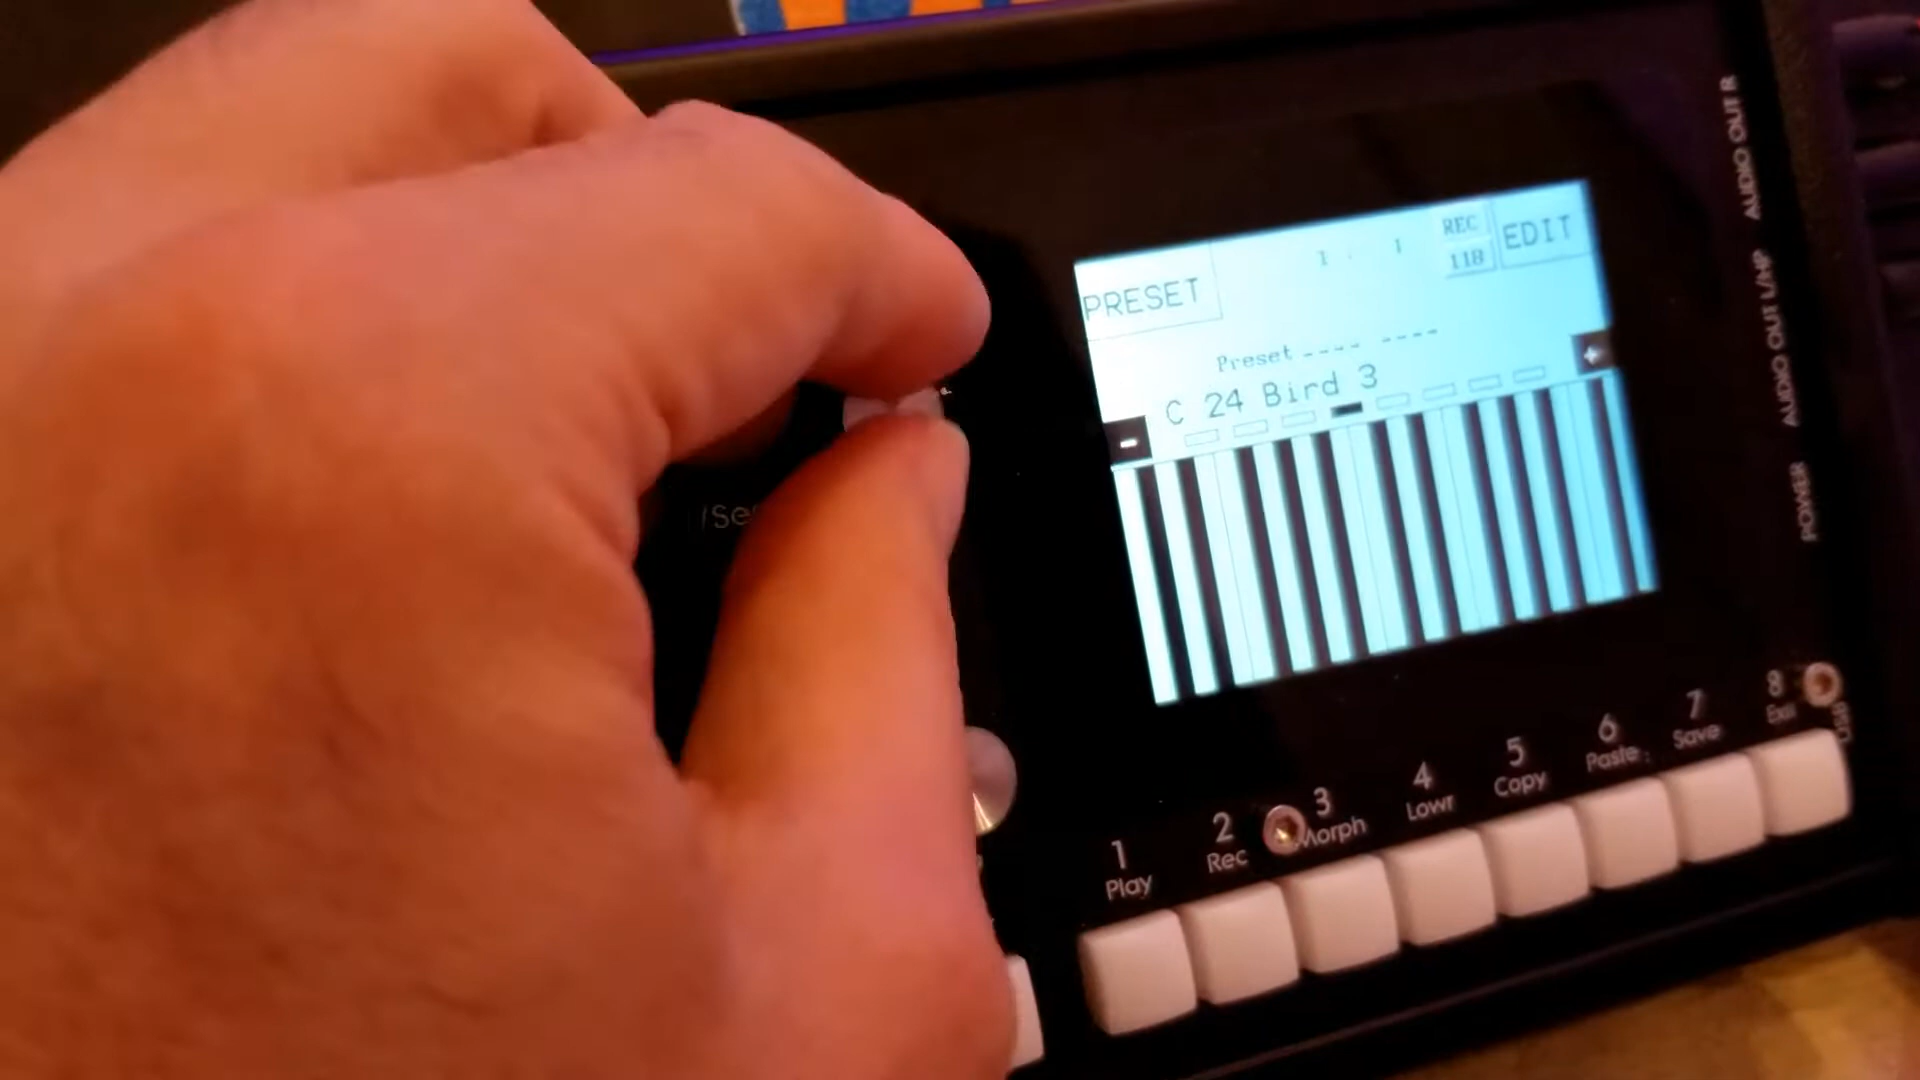 PRESET
1 . 1
REC
118
EDIT
Preset---- ----
C 24 Bird 3
-
+
1
Play
2
Rec
3
Morph
4
Lowr
5
Copy
6
Paste
7
Save
8
Exit
POWER
AUDIO OUT L/HP
AUDIO OUT R
USB